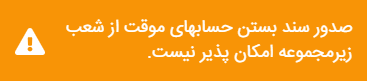 صدور سند بستن حسابهای موقت از شعب
زیرمجموعه امکان پذیر نیست.